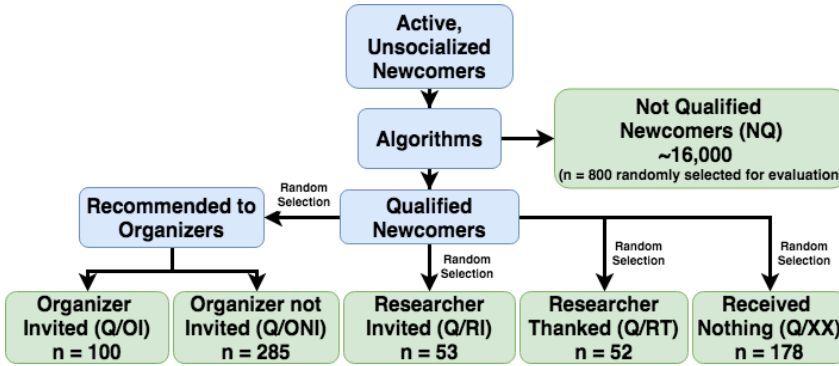 Active,
Unsocialized
Newcomers
Algorithms
Not Qualified
Newcomers (NQ)
~16,000
(n = 800 randomly selected for evaluation
Recommended to
Organizers
Random
Selection
Qualified
Newcomers
Random
Selection
Random
Selection
Random
Selection
Organizer
Invited (Q/OI)
n = 100
Organizer not
Invited (Q/ONI)
n = 285
Researcher
Invited (Q/RI)
n = 53
Researcher
Thanked (Q/RT)
n = 52
Received
Nothing (Q/XX)
n = 178